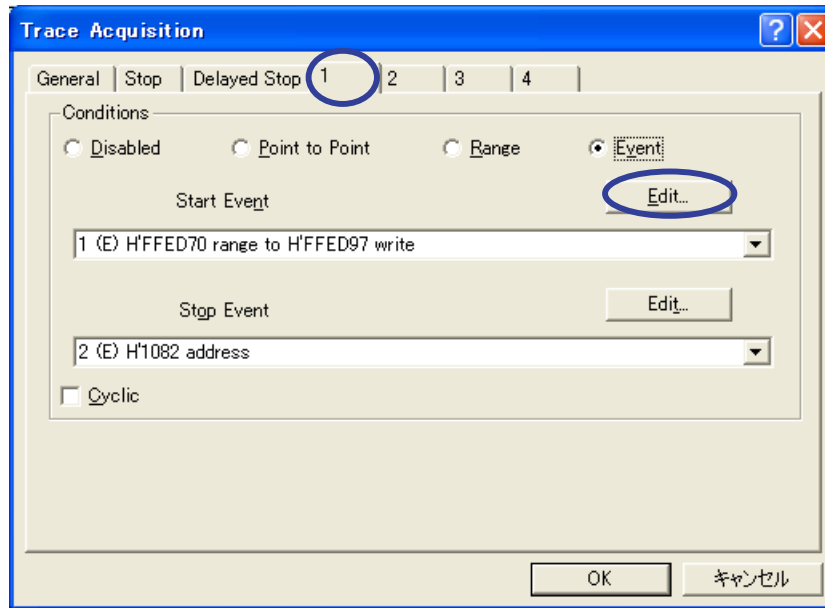 Trace Acquisition
General Stop Delayed Stop 1 2 3 4
Conditions
Disabled Point to Point Range Event
Start Event Edit...
1 (E) H'FFED70 range to H'FFED97 write
Stop Event Edit...
2 (E) H'1082 address
Cyclic
OK キャンセル